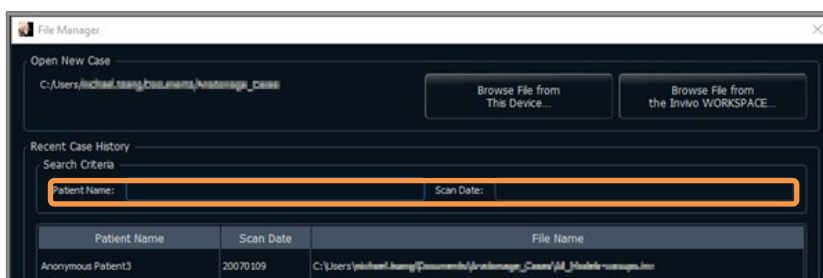 File Manager
Open New Case
C:/Users/
Browse File from
This Device...
Browse File from
the Invivo WORKSPACE...
Recent Case History
Search Criteria
Patient Name:
Scan Date:
Patient Name Scan Date File Name
Anonymous Patient3 20070109 C:\Users\